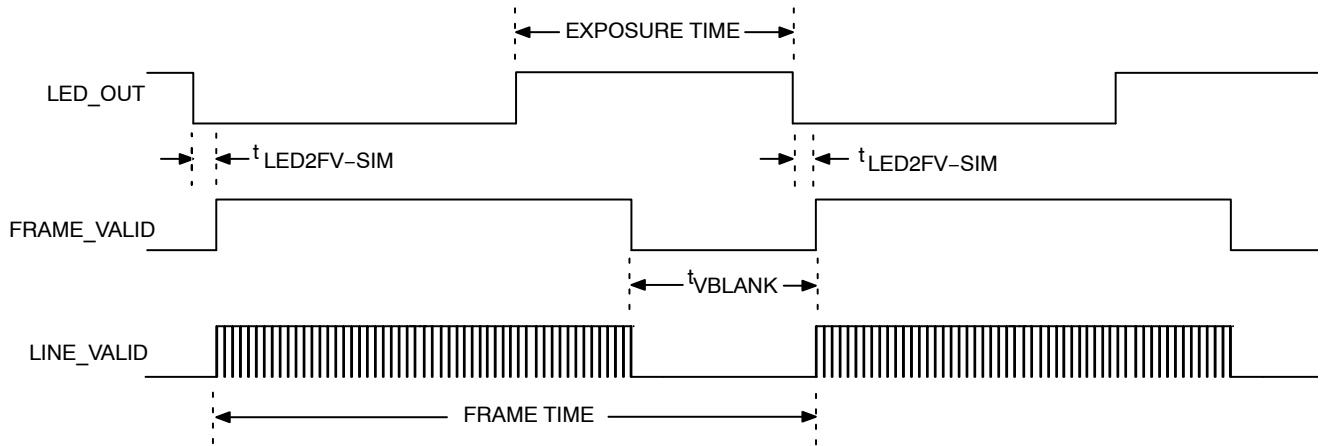 EXPOSURE TIME
LED_OUT
tLED2FV−SIM
tLED2FV−SIM
FRAME_VALID
tVBLANK
LINE_VALID
FRAME TIME